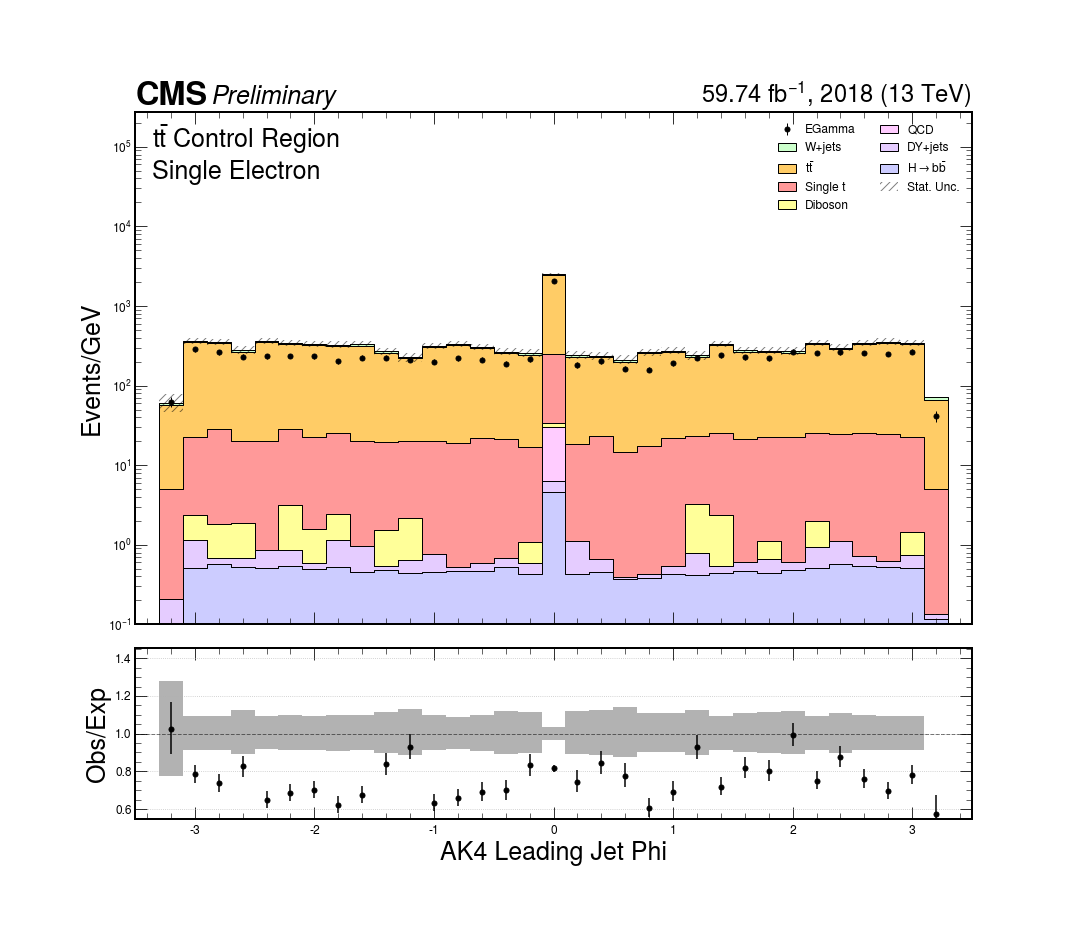 CMS Preliminary 59.74 fb⁻¹, 2018 (13 TeV)
tt̄ Control Region
Single Electron
EGamma
W+jets
tt̄
Single t
Diboson
QCD
DY+jets
H→bb̄
Stat. Unc.
Events/GeV
10⁵
10⁴
10³
10²
10¹
10⁰
10⁻¹
Obs/Exp
1.4
1.2
1.0
0.8
0.6
-3 -2 -1 0 1 2 3
AK4 Leading Jet Phi